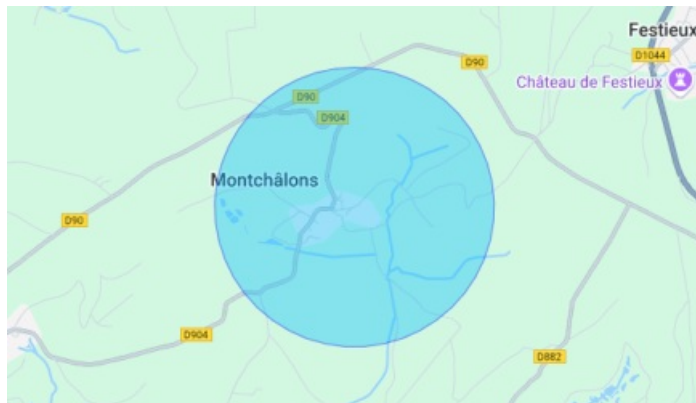 Festieux
D1044
D90
Château de Festieux
D90
D904
Montchâlons
D90
D904
D882